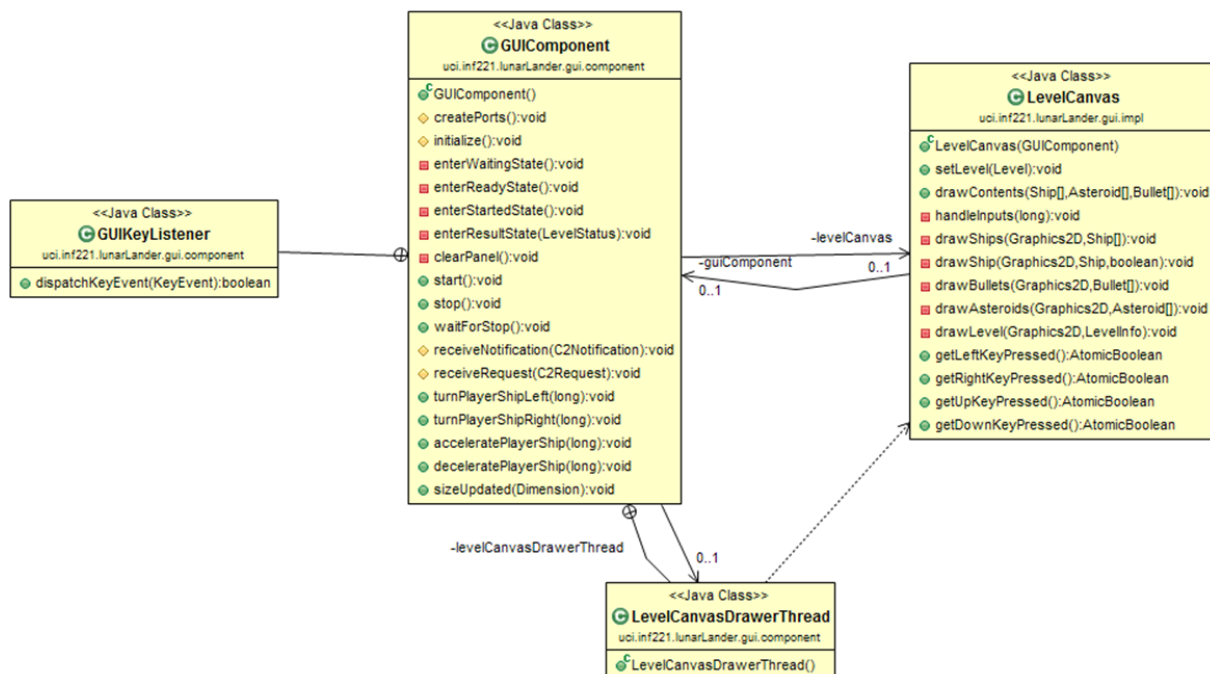 <<Java Class>>
GUIComponent
uci.inf221.lunarLander.gui.component
GUIComponent()
createPorts():void
initialize():void
enterWaitingState():void
enterReadyState():void
enterStartedState():void
enterResultState(LevelStatus):void
clearPanel():void
start():void
stop():void
waitForStop():void
receiveNotification(C2Notification):void
receiveRequest(C2Request):void
turnPlayerShipLeft(long):void
turnPlayerShipRight(long):void
acceleratePlayerShip(long):void
deceleratePlayerShip(long):void
sizeUpdated(Dimension):void
<<Java Class>>
LevelCanvas
uci.inf221.lunarLander.gui.impl
LevelCanvas(GUIComponent)
setLevel(Level):void
drawContents(Ship[],Asteroid[],Bullet[]):void
handleInputs(long):void
drawShips(Graphics2D,Ship[]):void
drawShip(Graphics2D,Ship,boolean):void
drawBullets(Graphics2D,Bullet[]):void
drawAsteroids(Graphics2D,Asteroid[]):void
drawLevel(Graphics2D,LevelInfo):void
getLeftKeyPressed():AtomicBoolean
getRightKeyPressed():AtomicBoolean
getUpKeyPressed():AtomicBoolean
getDownKeyPressed():AtomicBoolean
<<Java Class>>
GUIKeyListener
uci.inf221.lunarLander.gui.component
dispatchKeyEvent(KeyEvent):boolean
-levelCanvas
-guiComponent
0..1
0..1
-levelCanvasDrawerThread
0..1
<<Java Class>>
LevelCanvasDrawerThread
uci.inf221.lunarLander.gui.component
LevelCanvasDrawerThread()